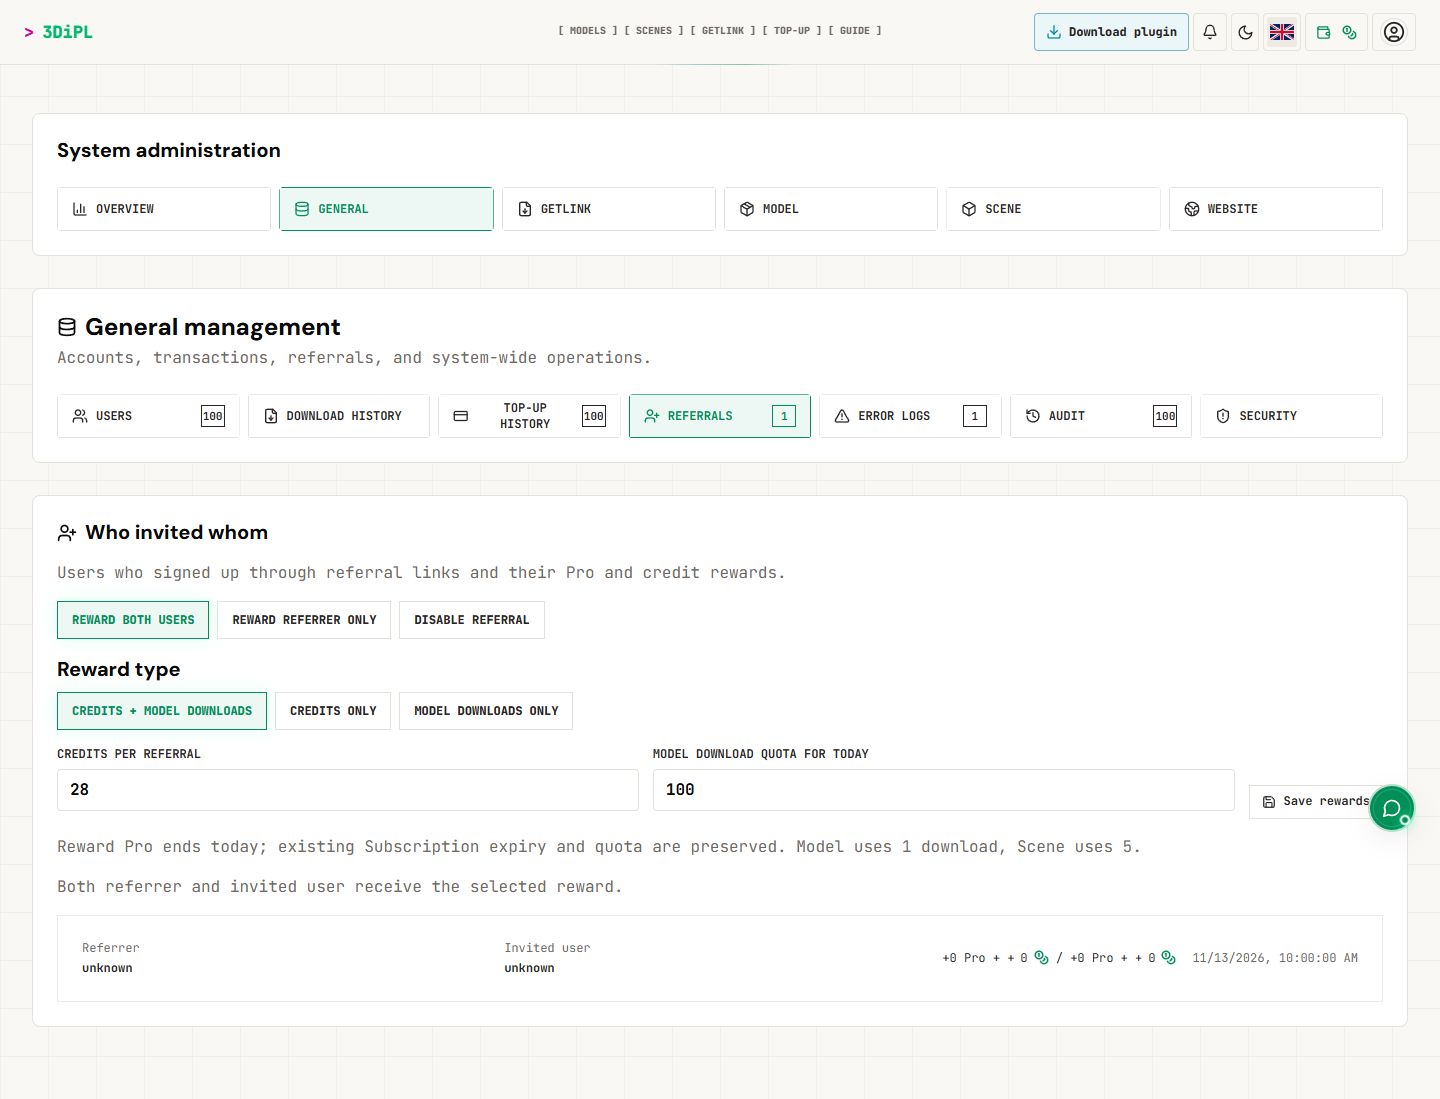 > 3DiPL
[ MODELS ] [ SCENES ] [ GETLINK ] [ TOP-UP ] [ GUIDE ]
Download plugin
System administration
OVERVIEW
GENERAL
GETLINK
MODEL
SCENE
WEBSITE
General management
Accounts, transactions, referrals, and system-wide operations.
USERS 100
DOWNLOAD HISTORY
TOP-UP
HISTORY
100
REFERRALS 1
ERROR LOGS 1
AUDIT 100
SECURITY
Who invited whom
Users who signed up through referral links and their Pro and credit rewards.
REWARD BOTH USERS
REWARD REFERRER ONLY
DISABLE REFERRAL
Reward type
CREDITS + MODEL DOWNLOADS
CREDITS ONLY
MODEL DOWNLOADS ONLY
CREDITS PER REFERRAL
28
MODEL DOWNLOAD QUOTA FOR TODAY
100
Save rewards
Reward Pro ends today; existing Subscription expiry and quota are preserved. Model uses 1 download, Scene uses 5.
Both referrer and invited user receive the selected reward.
Referrer
unknown
Invited user
unknown
+0 Pro + + 0 / +0 Pro + + 0 11/13/2026, 10:00:00 AM